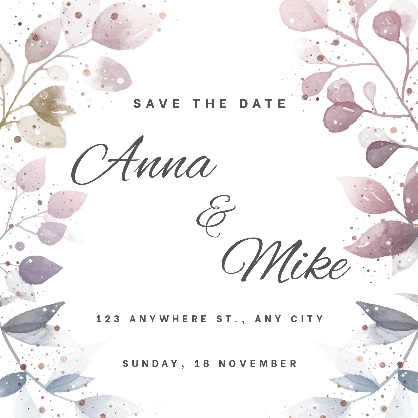 SAVE THE DATE
Anna
&
Mike
123 ANYWHERE ST., ANY CITY
SUNDAY, 18 NOVEMBER